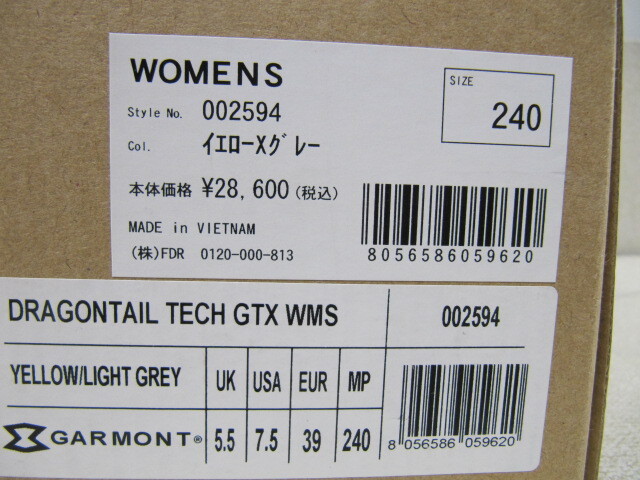 WOMENS
SIZE
240
Style No. 002594
Col. ｲｴﾛｰXｸﾞﾚｰ
本体価格 ¥28,600 (税込)
MADE in VIETNAM
(株)FDR 0120-000-813
8056586059620
DRAGONTAIL TECH GTX WMS 002594
YELLOW/LIGHT GREY UK USA EUR MP
GARMONT® 5.5 7.5 39 240
8 056586 059620